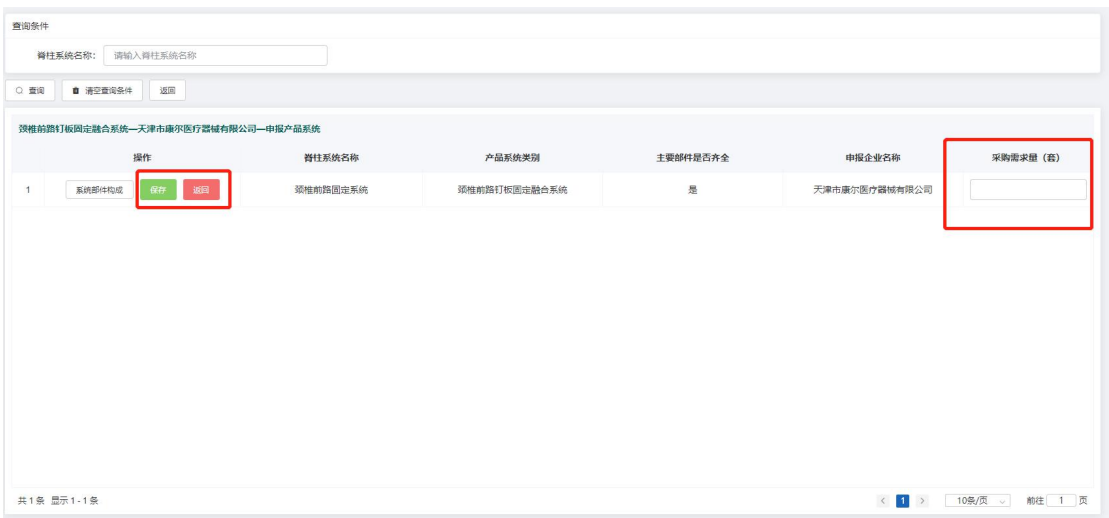 查询条件
脊柱系统名称: 请输入脊柱系统名称
查询 清空查询条件 返回
颈椎前路钉板固定融合系统—天津市康尔医疗器械有限公司—申报产品系统
操作 脊柱系统名称 产品系统类别 主要部件是否齐全 申报企业名称 采购需求量（套）
1 系统部件构成 保存 返回 颈椎前路固定系统 颈椎前路钉板固定融合系统 是 天津市康尔医疗器械有限公司
共 1 条 显示 1 - 1 条 < 1 > 10条/页 前往 1 页